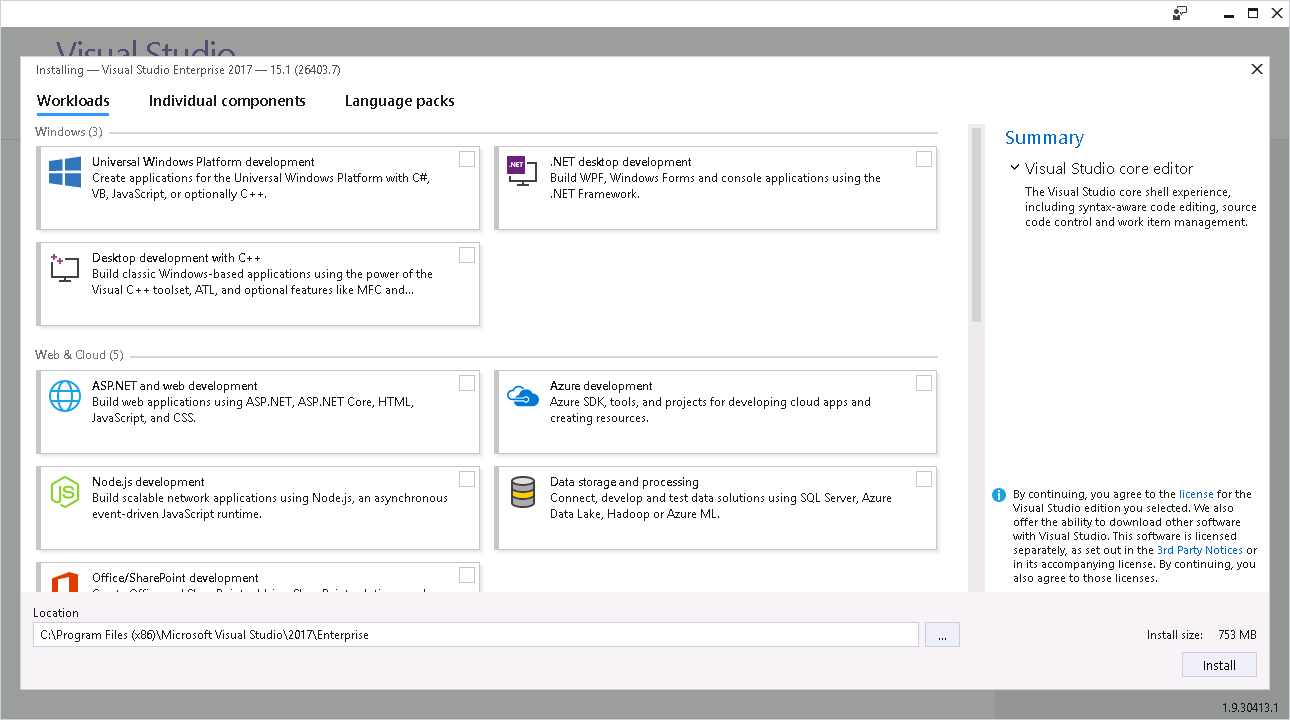 Visual Studio
Installing — Visual Studio Enterprise 2017 — 15.1 (26403.7)
Workloads
Individual components
Language packs
Windows (3)
Universal Windows Platform development
Create applications for the Universal Windows Platform with C#,
VB, JavaScript, or optionally C++.
.NET
.NET desktop development
Build WPF, Windows Forms and console applications using the
.NET Framework.
Desktop development with C++
Build classic Windows-based applications using the power of the
Visual C++ toolset, ATL, and optional features like MFC and...
Web & Cloud (5)
ASP.NET and web development
Build web applications using ASP.NET, ASP.NET Core, HTML,
JavaScript, and CSS.
Azure development
Azure SDK, tools, and projects for developing cloud apps and
creating resources.
JS
Node.js development
Build scalable network applications using Node.js, an asynchronous
event-driven JavaScript runtime.
Data storage and processing
Connect, develop and test data solutions using SQL Server, Azure
Data Lake, Hadoop or Azure ML.
Office/SharePoint development
Summary
Visual Studio core editor
The Visual Studio core shell experience,
including syntax-aware code editing, source
code control and work item management.
By continuing, you agree to the license for the
Visual Studio edition you selected. We also
offer the ability to download other software
with Visual Studio. This software is licensed
separately, as set out in the 3rd Party Notices or
in its accompanying license. By continuing, you
also agree to those licenses.
Location
C:\Program Files (x86)\Microsoft Visual Studio\2017\Enterprise
...
Install size: 753 MB
Install
1.9.30413.1